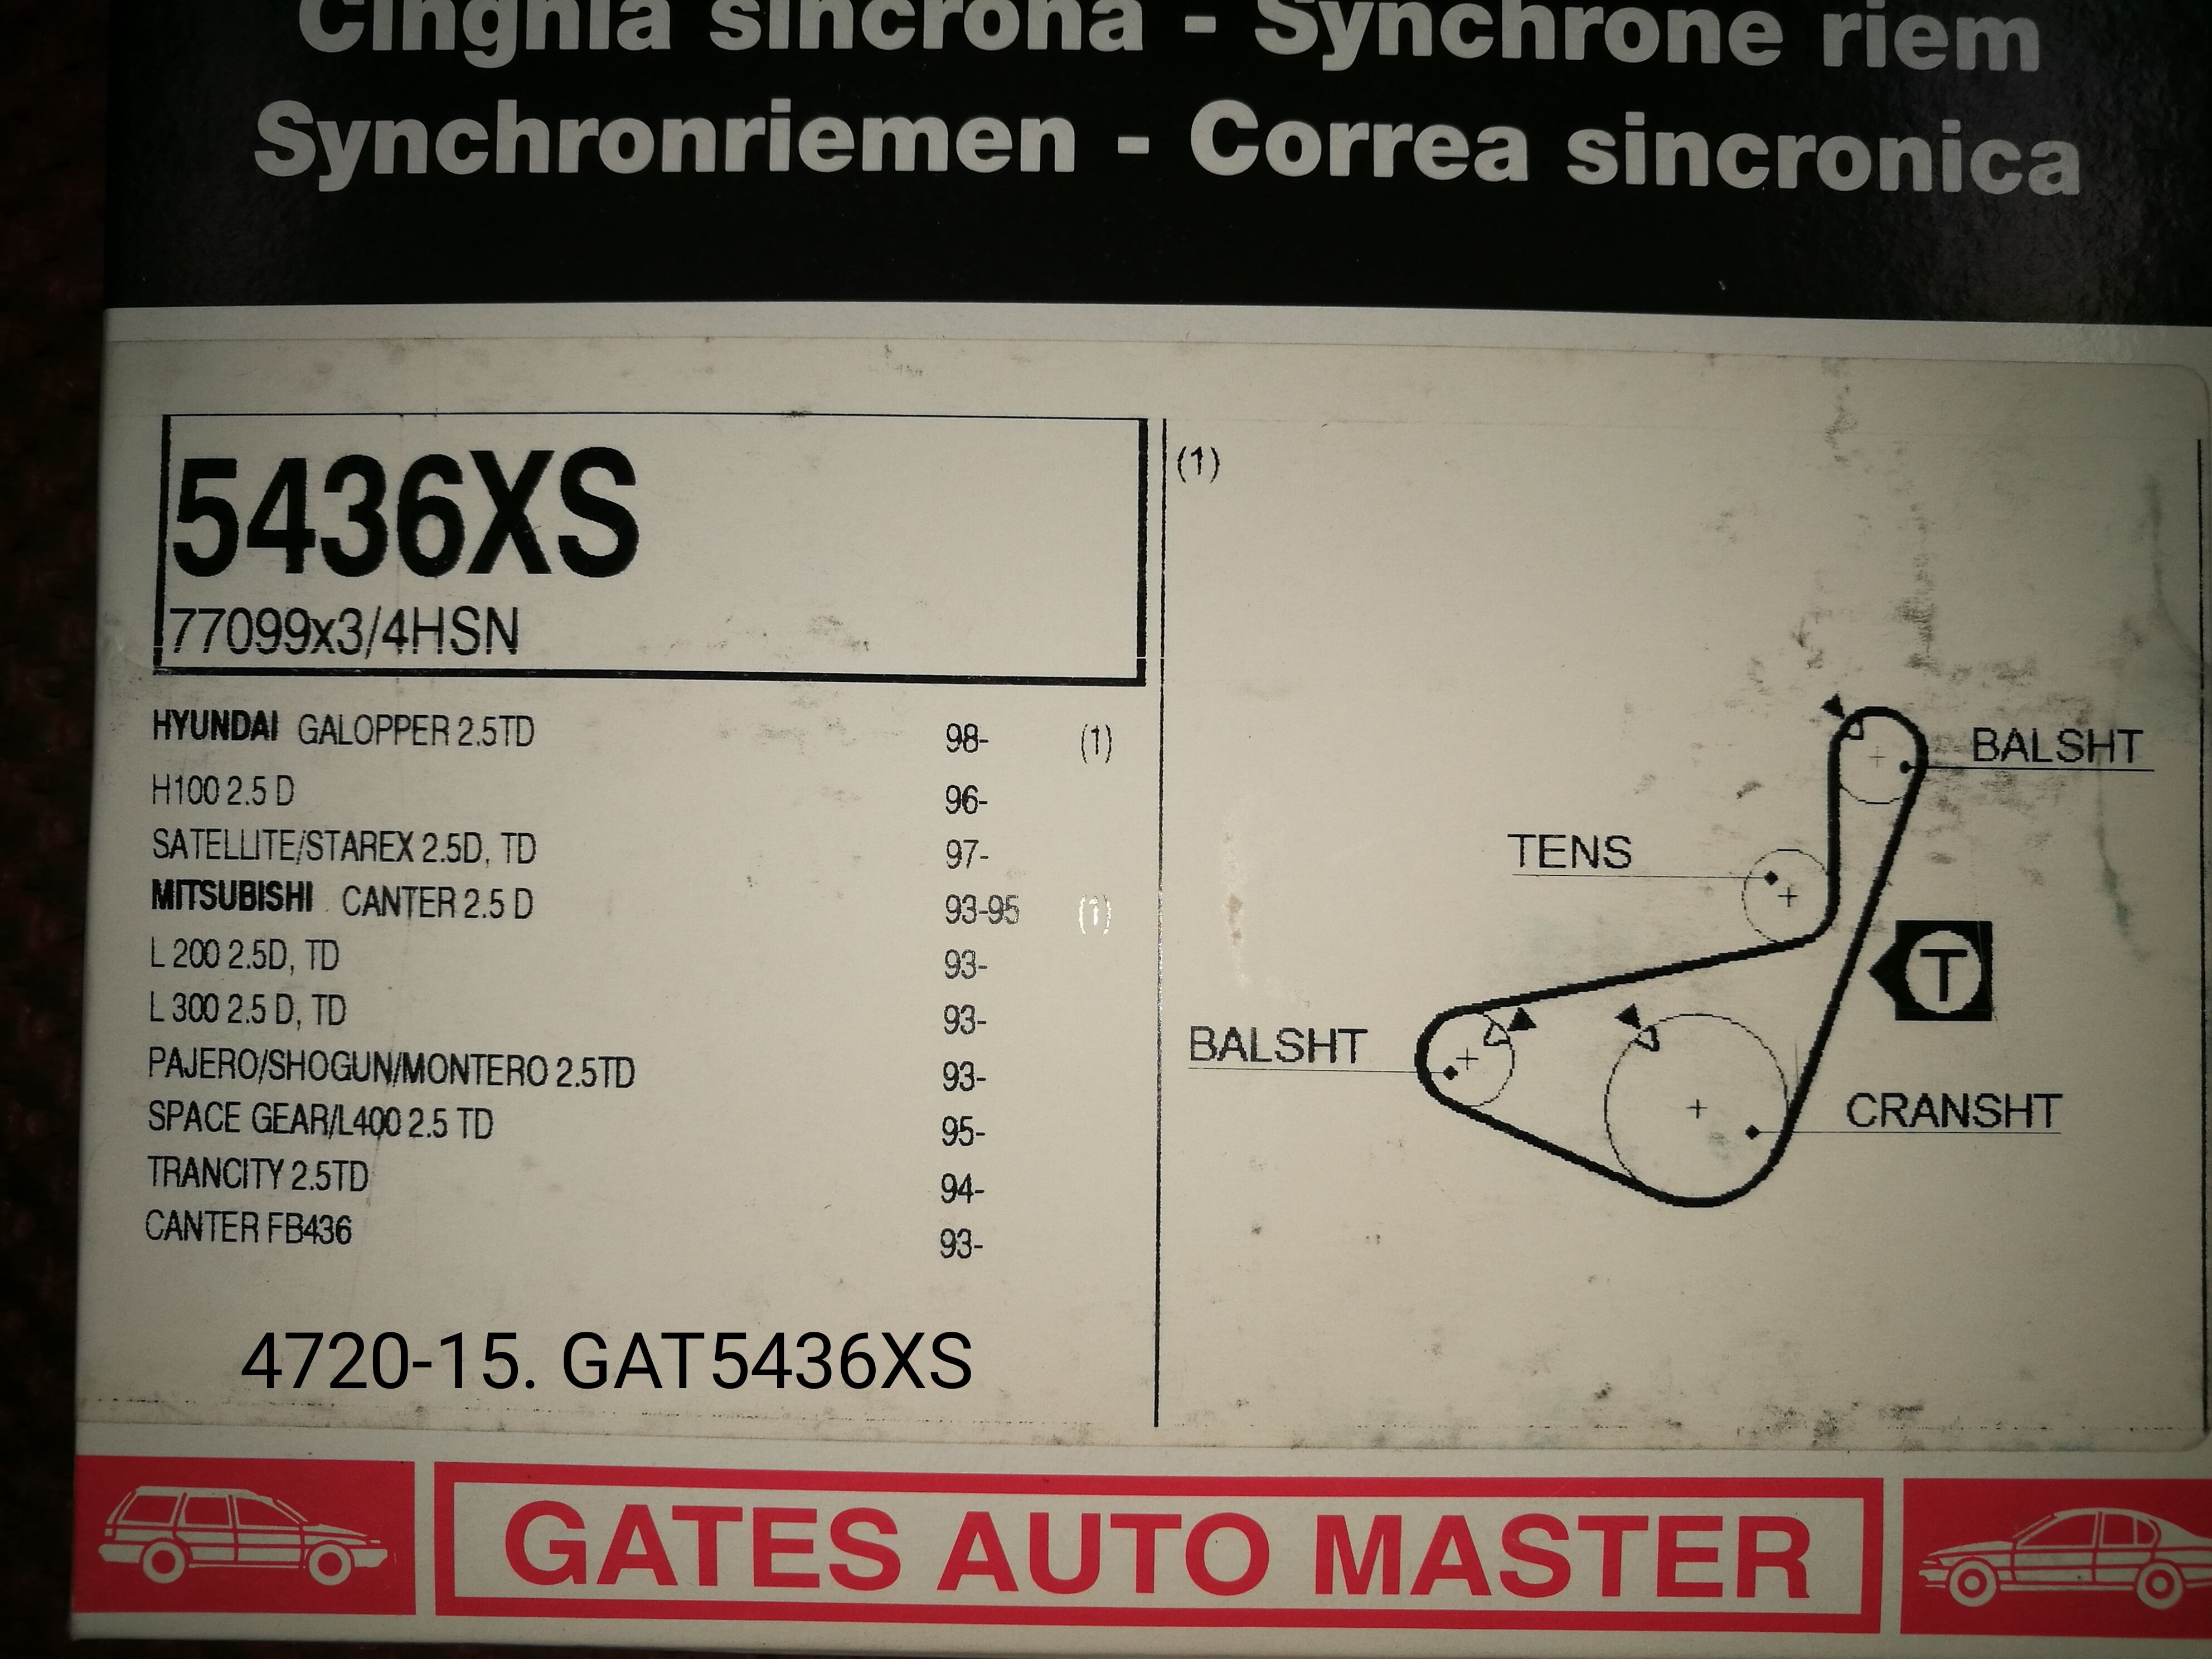 Cinghia sincrona - Synchrone riem
Synchronriemen - Correa sincronica
5436XS
77099x3/4HSN
(1)
HYUNDAI GALOPPER 2.5TD 98- (1)
H100 2.5 D 96-
SATELLITE/STAREX 2.5D, TD 97-
MITSUBISHI CANTER 2.5 D 93-95 (1)
L 200 2.5D, TD 93-
L 300 2.5 D, TD 93-
PAJERO/SHOGUN/MONTERO 2.5TD 93-
SPACE GEAR/L400 2.5 TD 95-
TRANCITY 2.5TD 94-
CANTER FB436 93-
BALSHT
TENS
T
BALSHT
CRANSHT
4720-15. GAT5436XS
GATES AUTO MASTER